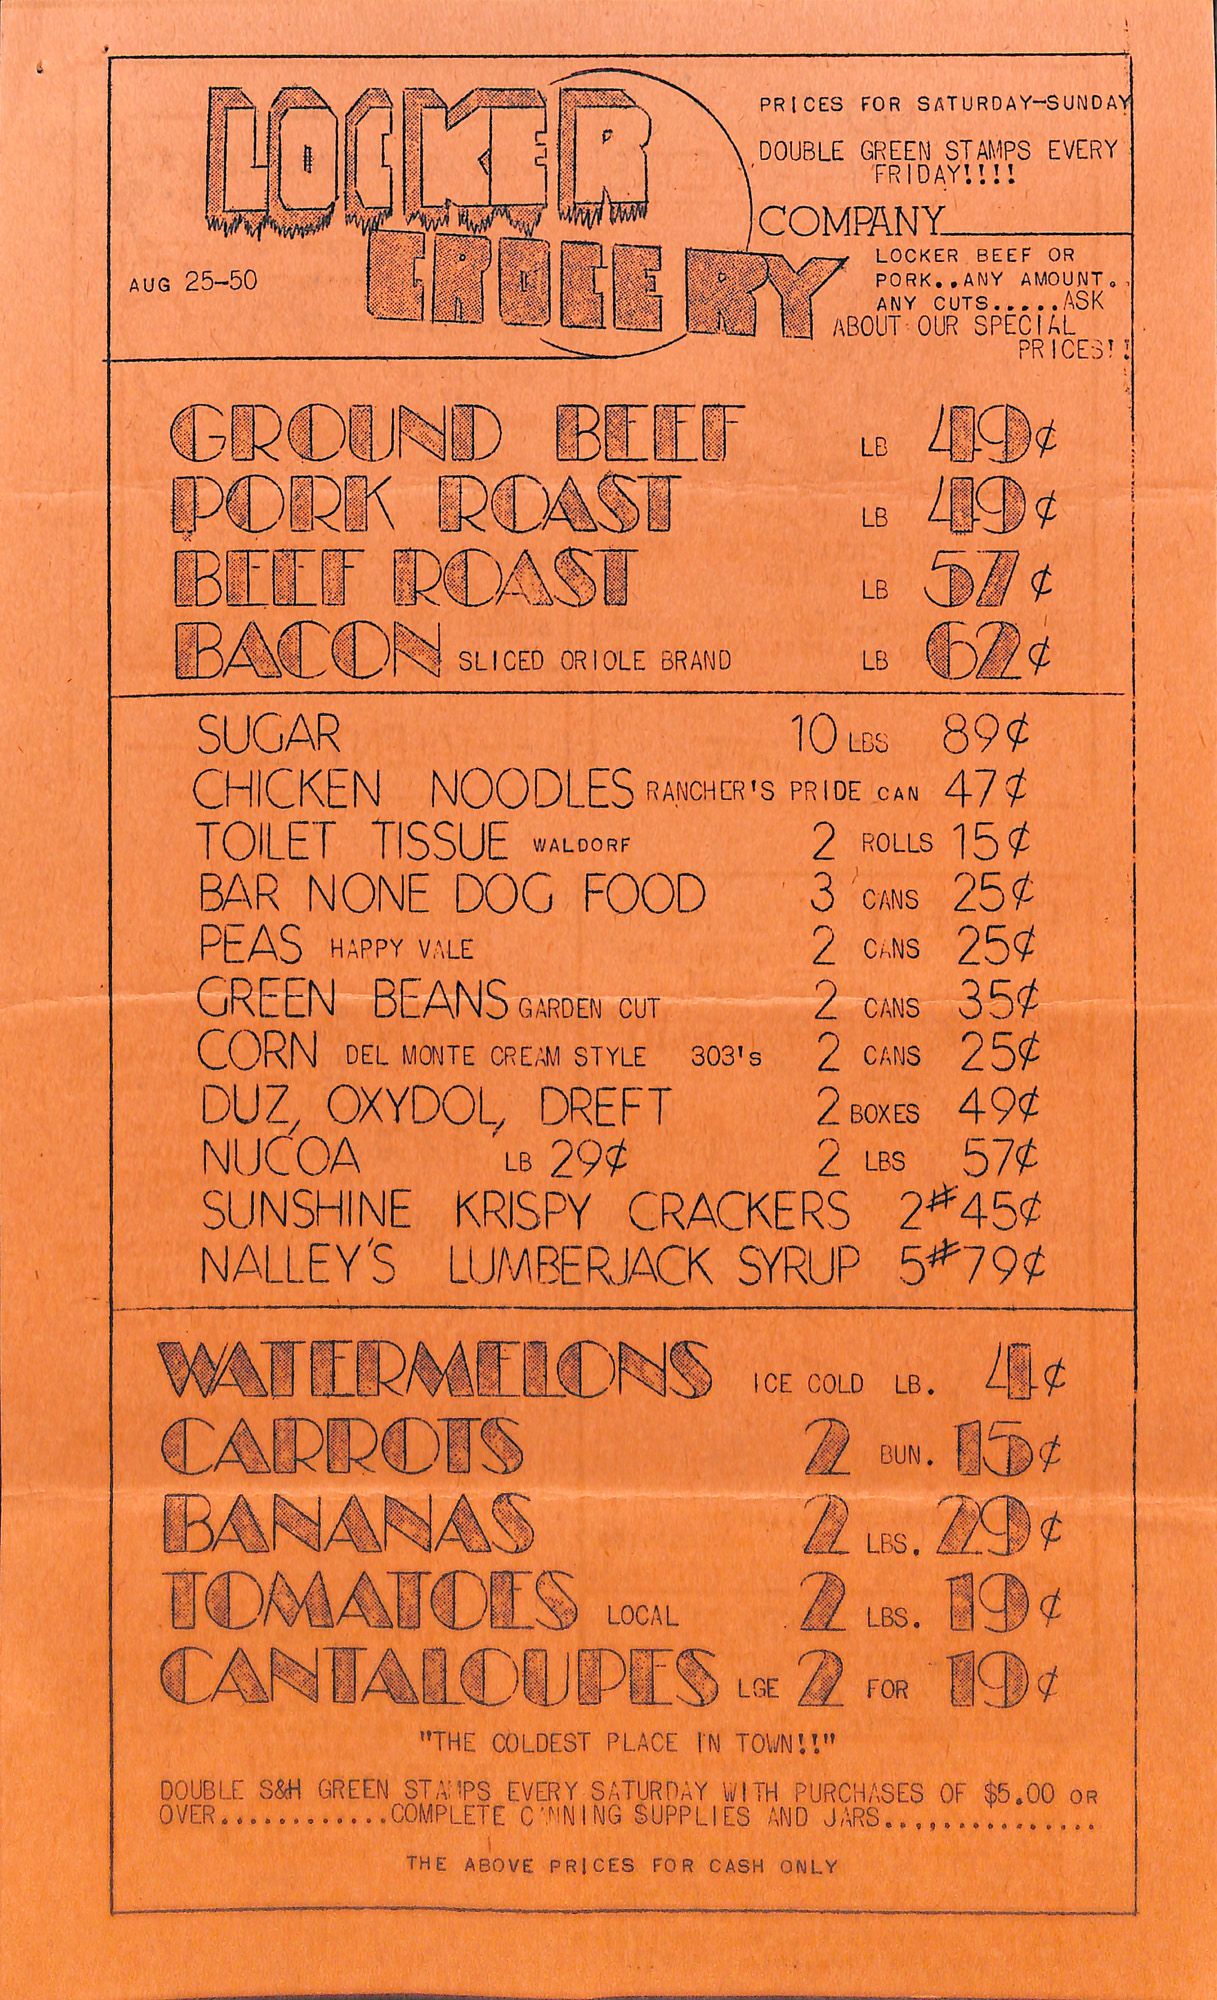 LOCKER
GROCERY
COMPANY
AUG 25-50
PRICES FOR SATURDAY-SUNDAY
DOUBLE GREEN STAMPS EVERY
FRIDAY!!!!
LOCKER BEEF OR
PORK..ANY AMOUNT.
ANY CUTS.....ASK
ABOUT OUR SPECIAL
PRICES!!
GROUND BEEF LB 49¢
PORK ROAST LB 49¢
BEEF ROAST LB 57¢
BACON SLICED ORIOLE BRAND LB 62¢
SUGAR 10 LBS 89¢
CHICKEN NOODLES RANCHER'S PRIDE CAN 47¢
TOILET TISSUE WALDORF 2 ROLLS 15¢
BAR NONE DOG FOOD 3 CANS 25¢
PEAS HAPPY VALE 2 CANS 25¢
GREEN BEANS GARDEN CUT 2 CANS 35¢
CORN DEL MONTE CREAM STYLE 303's 2 CANS 25¢
DUZ, OXYDOL, DREFT 2 BOXES 49¢
NUCOA LB 29¢ 2 LBS 57¢
SUNSHINE KRISPY CRACKERS 2# 45¢
NALLEY'S LUMBERJACK SYRUP 5# 79¢
WATERMELONS ICE COLD LB. 4¢
CARROTS 2 BUN. 15¢
BANANAS 2 LBS. 29¢
TOMATOES LOCAL 2 LBS. 19¢
CANTALOUPES LGE 2 FOR 19¢
"THE COLDEST PLACE IN TOWN!!"
DOUBLE S&H GREEN STAMPS EVERY SATURDAY WITH PURCHASES OF $5.00 OR
OVER............COMPLETE CANNING SUPPLIES AND JARS...............
THE ABOVE PRICES FOR CASH ONLY